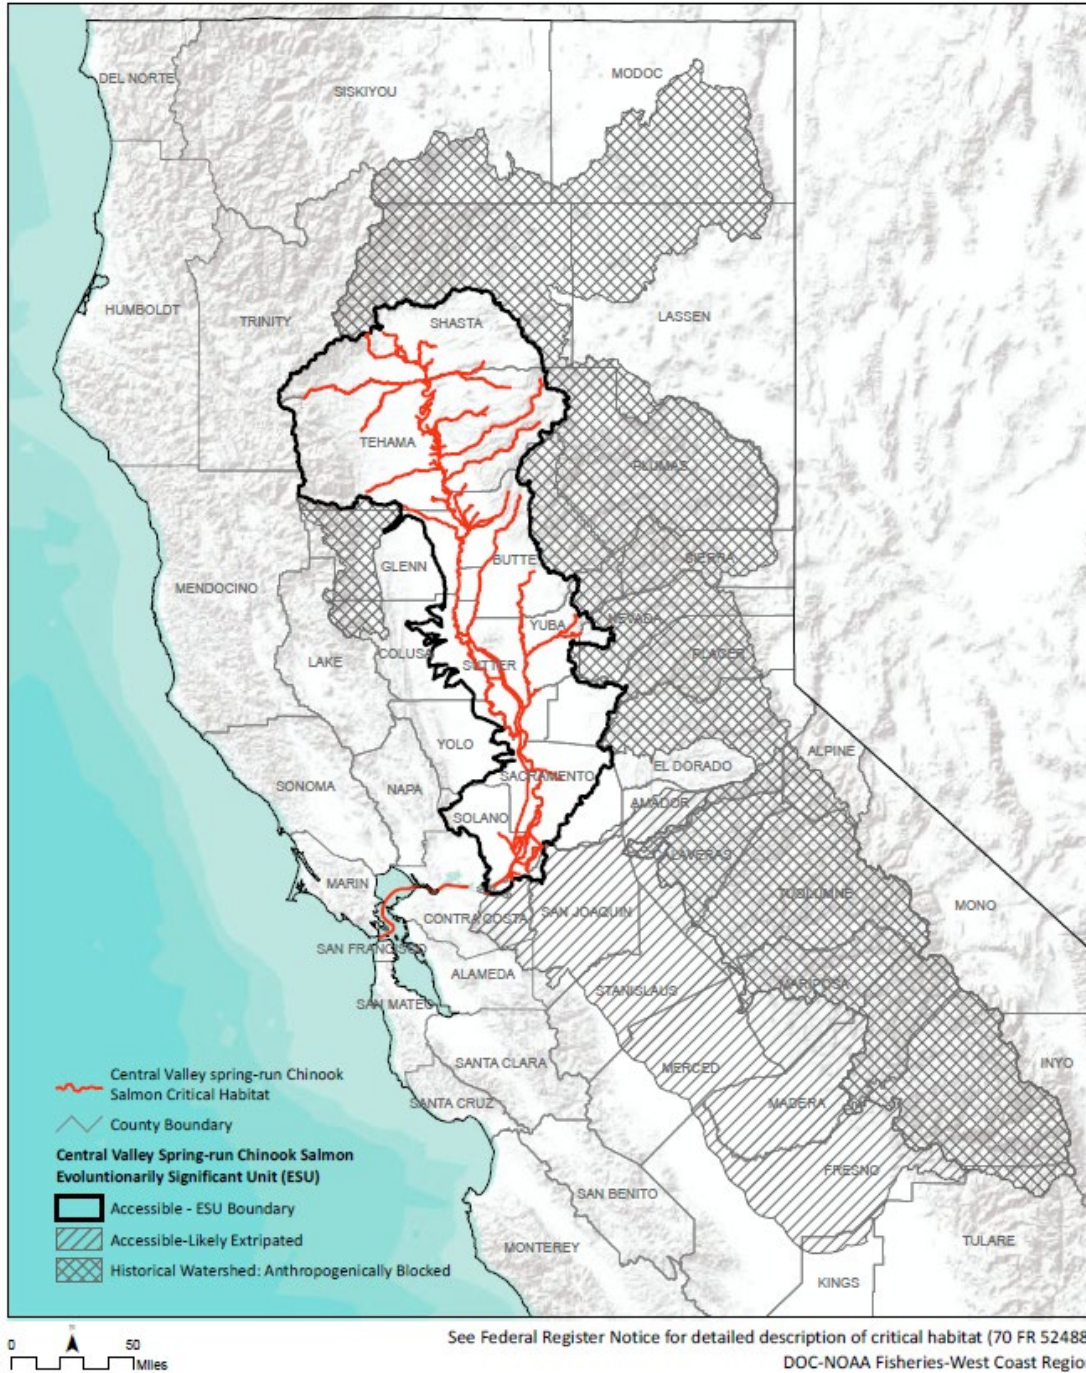 DEL NORTE
SISKIYOU
MODOC
HUMBOLDT
TRINITY
SHASTA
LASSEN
TEHAMA
PLUMAS
MENDOCINO
GLENN
BUTTE
SIERRA
LAKE
COLUSA
SUTTER
YUBA
NEVADA
PLACER
SONOMA
NAPA
YOLO
SACRAMENTO
EL DORADO
ALPINE
SOLANO
AMADOR
MARIN
CALAVERAS
CONTRA COSTA
SAN JOAQUIN
TUOLUMNE
MONO
SAN FRANCISCO
ALAMEDA
SAN MATEO
STANISLAUS
MARIPOSA
SANTA CLARA
MERCED
INYO
SANTA CRUZ
MADERA
SAN BENITO
FRESNO
MONTEREY
TULARE
KINGS
Central Valley spring-run Chinook
Salmon Critical Habitat
County Boundary
Central Valley Spring-run Chinook Salmon
Evoluntionarily Significant Unit (ESU)
Accessible - ESU Boundary
Accessible-Likely Extripated
Historical Watershed: Anthropogenically Blocked
0 50
Miles
See Federal Register Notice for detailed description of critical habitat (70 FR 52488
DOC-NOAA Fisheries-West Coast Regio